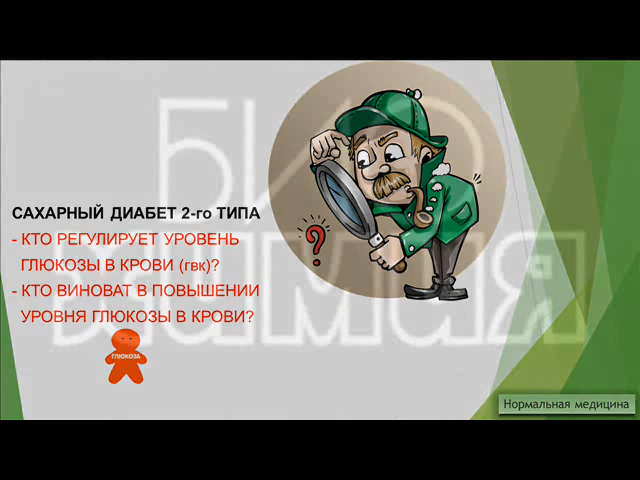 САХАРНЫЙ ДИАБЕТ 2-го ТИПА
- КТО РЕГУЛИРУЕТ УРОВЕНЬ
ГЛЮКОЗЫ В КРОВИ (гвк)?
- КТО ВИНОВАТ В ПОВЫШЕНИИ
УРОВНЯ ГЛЮКОЗЫ В КРОВИ?
ГЛЮКОЗА
?
Нормальная медицина